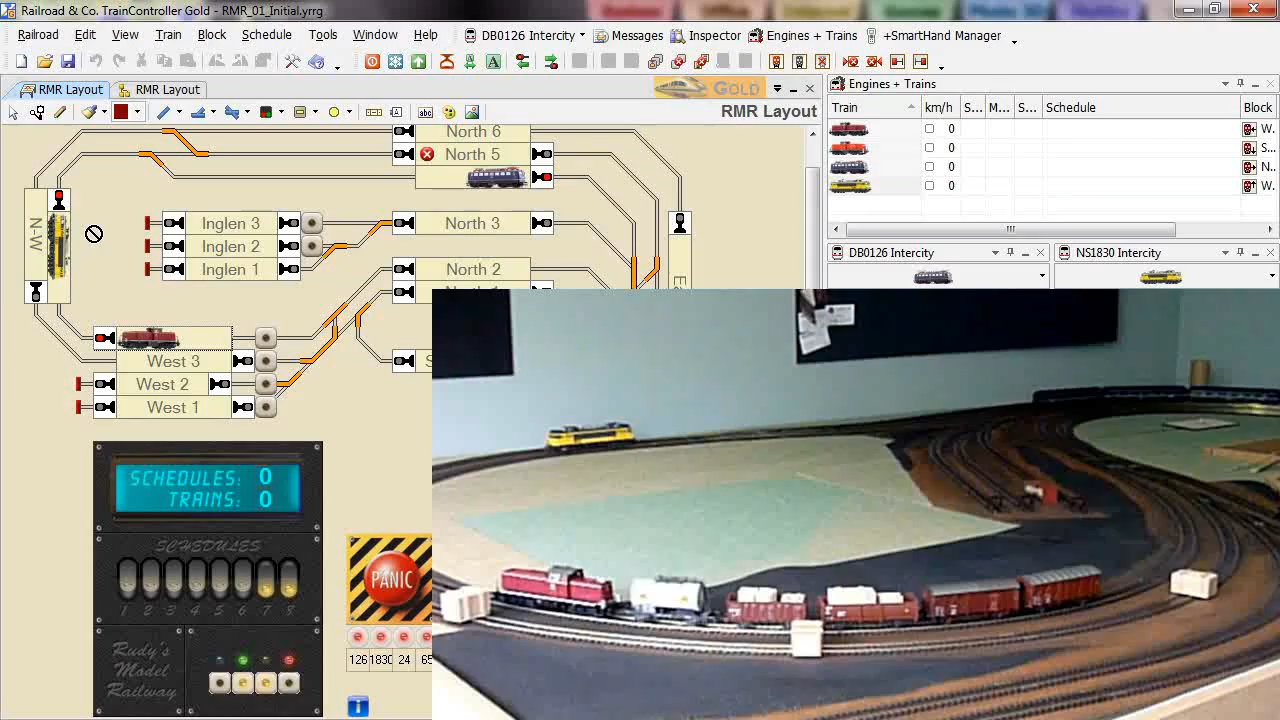 Railroad & Co. TrainController Gold - RMR_01_Initial.yrrg
Railroad Edit View Train Block Schedule Tools Window Help DB0126 Intercity Messages Inspector Engines + Trains +SmartHand Manager
RMR Layout RMR Layout GOLD
RMR Layout
abc
North 6
North 5
N-W
Inglen 3 North 3
Inglen 2
Inglen 1 North 2
West 3
West 2
West 1
SCHEDULES: 0
TRAINS: 0
SCHEDULES
1 2 3 4 5 6 7 8
PANIC
Rudy's
Model
Railway
126 183 24
Engines + Trains
Train km/h S... M... S... Schedule Block
0 W.
0 S...
0 N..
0 W.
DB0126 Intercity NS1830 Intercity